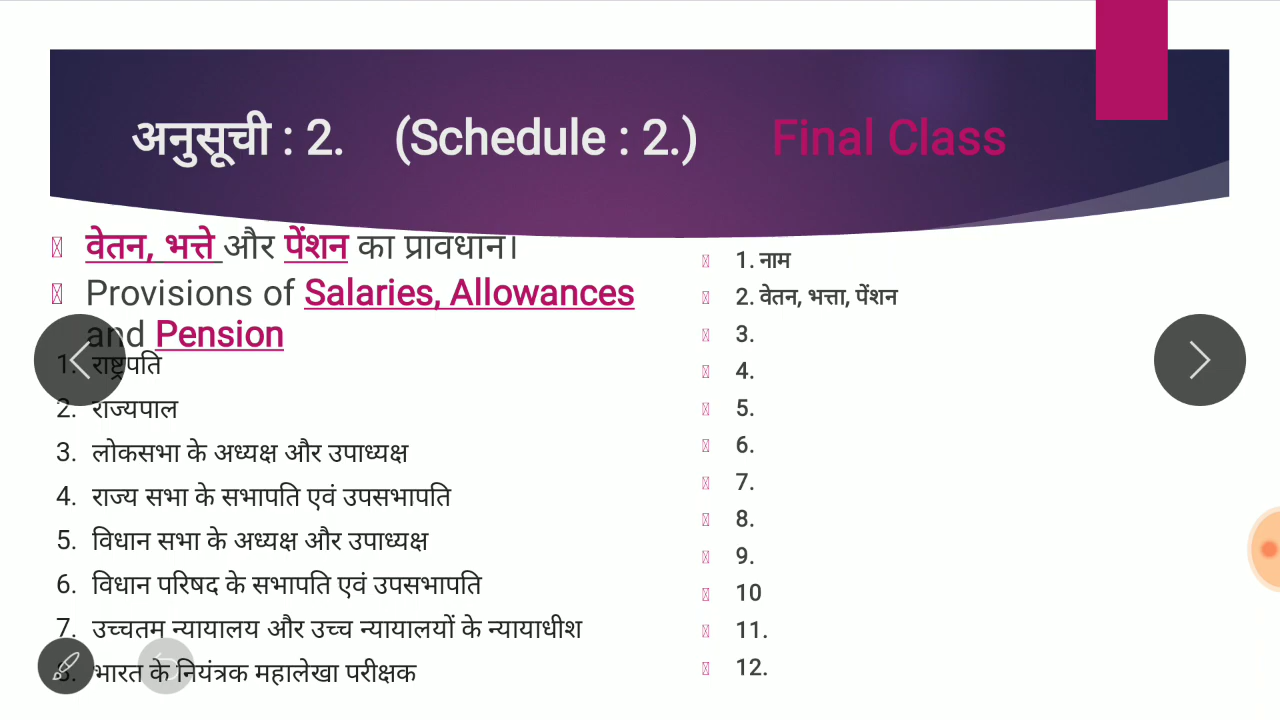 अनुसूची : 2. (Schedule : 2.) Final Class
वेतन, भत्ते और पेंशन का प्रावधान।
Provisions of Salaries, Allowances
and Pension
1. राष्ट्रपति
2. राज्यपाल
3. लोकसभा के अध्यक्ष और उपाध्यक्ष
4. राज्य सभा के सभापति एवं उपसभापति
5. विधान सभा के अध्यक्ष और उपाध्यक्ष
6. विधान परिषद के सभापति एवं उपसभापति
7. उच्चतम न्यायालय और उच्च न्यायालयों के न्यायाधीश
8. भारत के नियंत्रक महालेखा परीक्षक
1. नाम
2. वेतन, भत्ता, पेंशन
3.
4.
5.
6.
7.
8.
9.
10
11.
12.